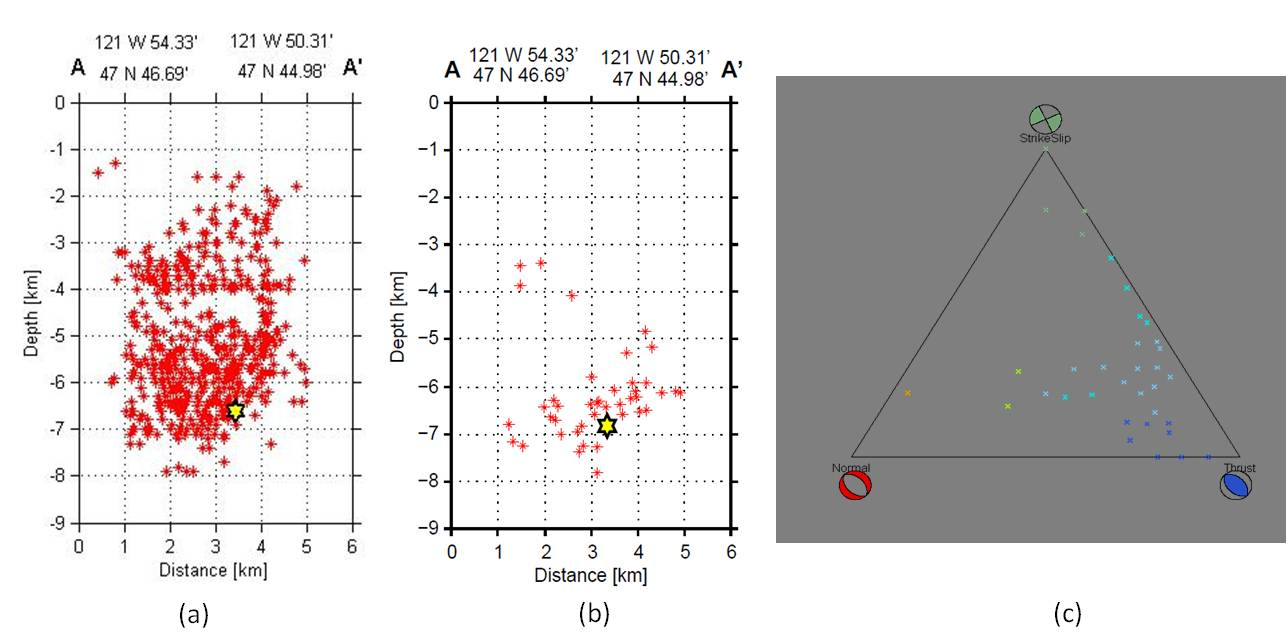 121 W 54.33' 121 W 50.31'
A 47 N 46.69' 47 N 44.98' A'
0
-1
-2
-3
-4
-5
-6
-7
-8
-9
Depth [km]
0 1 2 3 4 5 6
Distance [km]
(a)
121 W 54.33’ 121 W 50.31’
A 47 N 46.69’ 47 N 44.98’ A’
0
−1
−2
−3
−4
−5
−6
−7
−8
−9
Depth [km]
0 1 2 3 4 5 6
Distance [km]
(b)
StrikeSlip
Normal Thrust
(c)